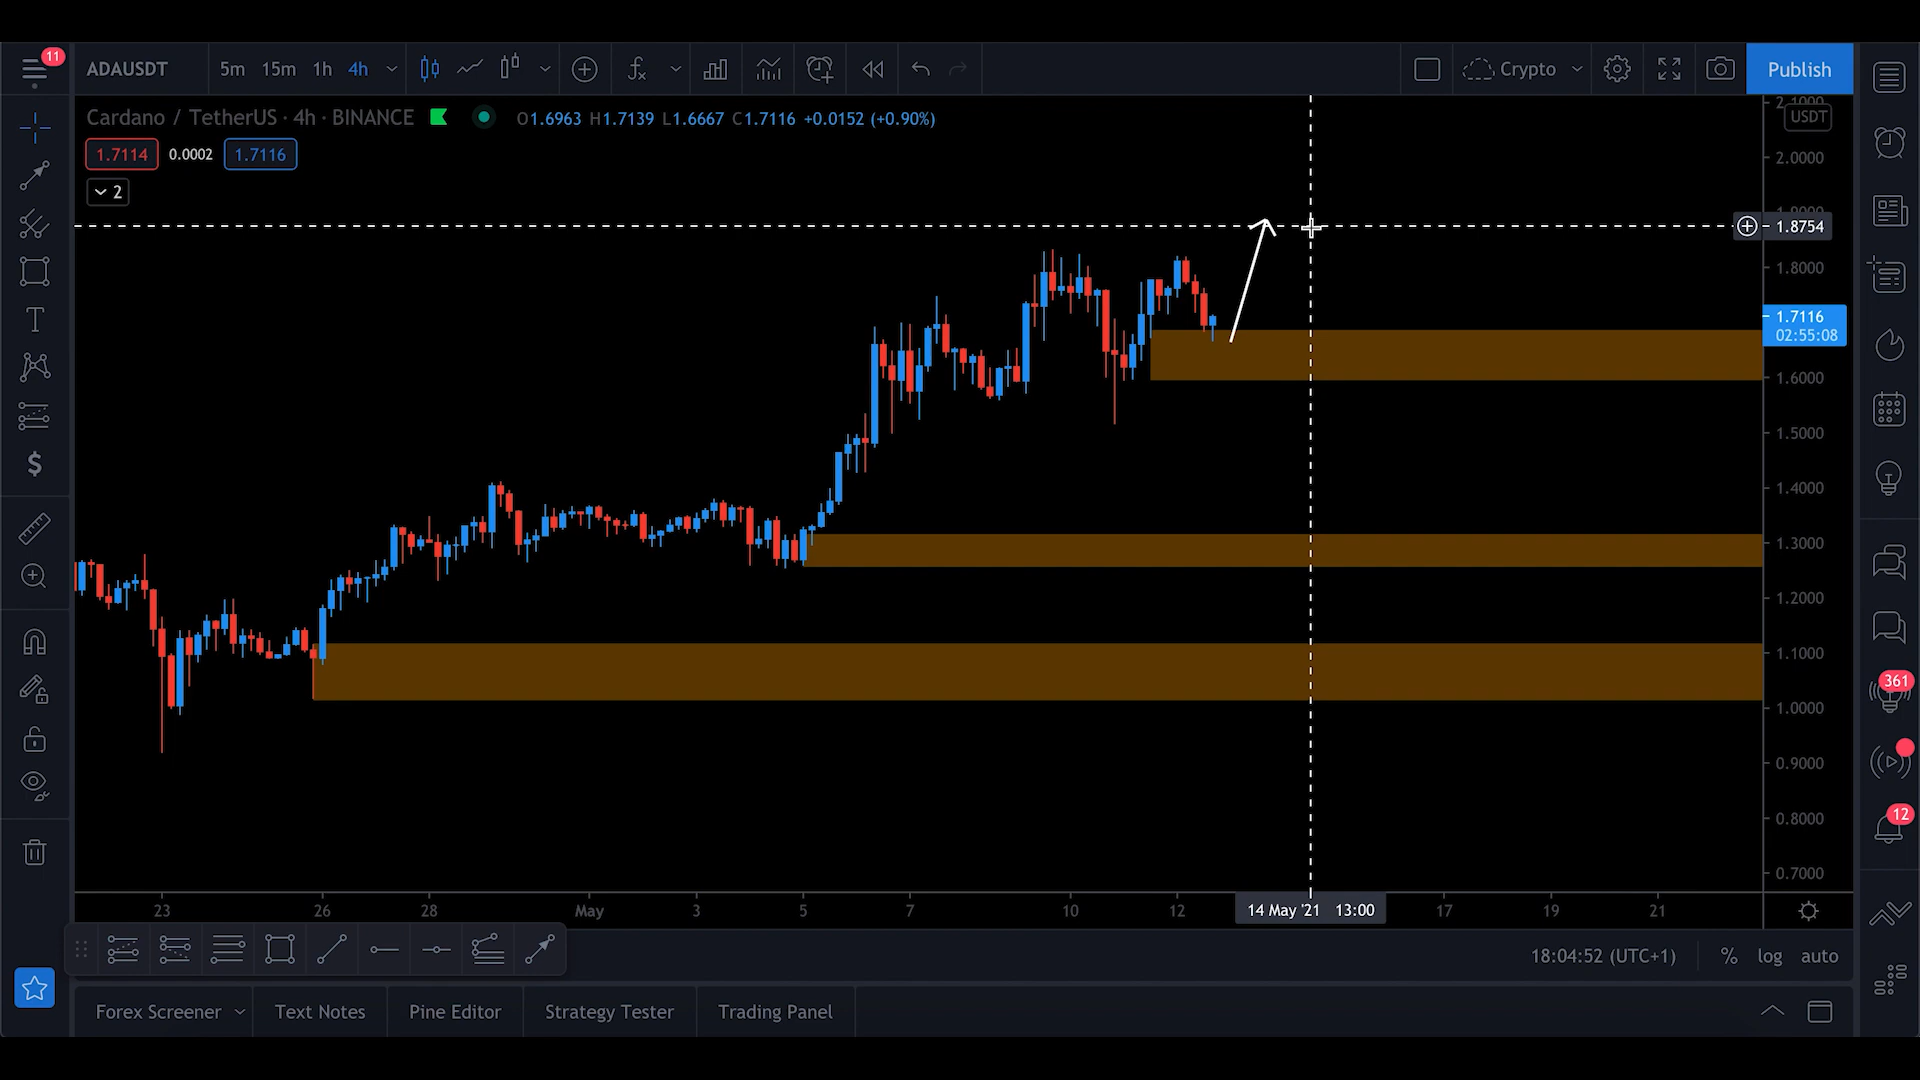 11
ADAUSDT 5m 15m 1h 4h Crypto Publish
Cardano / TetherUS · 4h · BINANCE O1.6963 H1.7139 L1.6667 C1.7116 +0.0152 (+0.90%)
1.7114 0.0002 1.7116
2
2.1000
USDT
2.0000
1.8754
1.8000
1.7116
02:55:08
1.6000
1.5000
1.4000
1.3000
1.2000
1.1000
1.0000
0.9000
0.8000
0.7000
361
12
23 26 28 May 3 5 7 10 12 14 May '21 13:00 17 19 21
18:04:52 (UTC+1) % log auto
Forex Screener Text Notes Pine Editor Strategy Tester Trading Panel